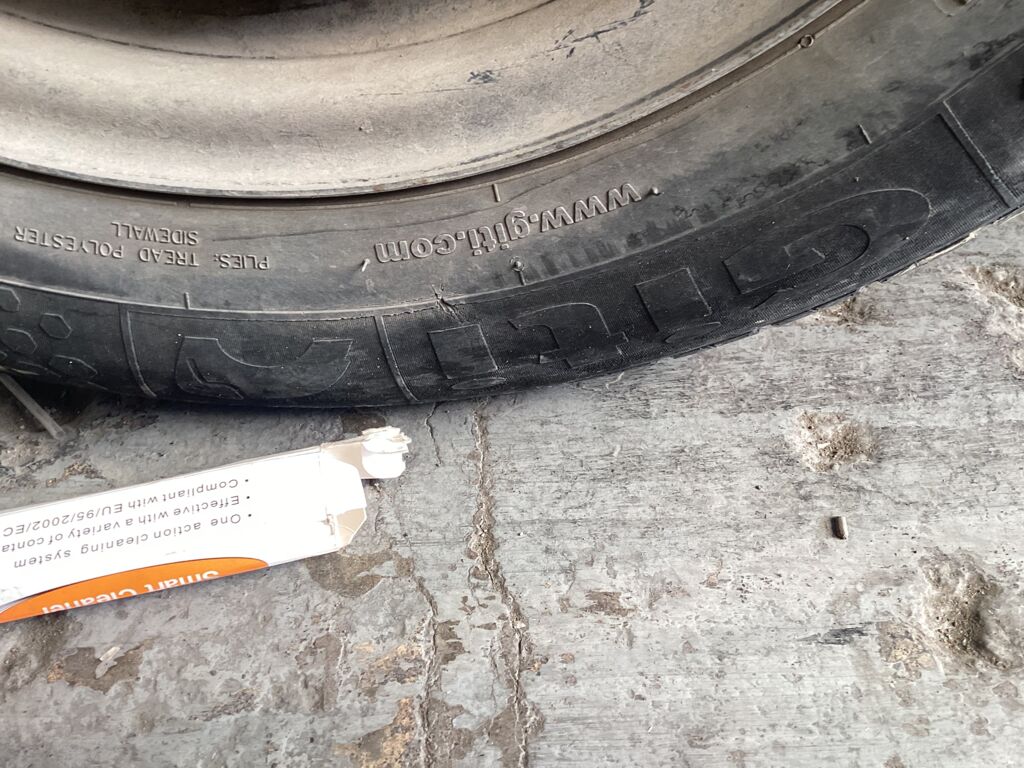 www.giti.com
Giti
PLIES: TREAD POLYESTER
SIDEWALL
Smart Cleaner
• One action cleaning system
• Effective with a variety of conta
• Compliant with EU/95/2002/EC